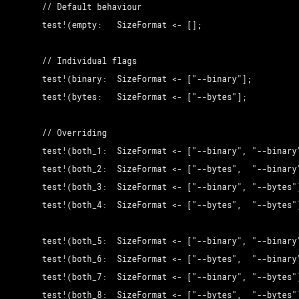 // Default behaviour
test!(empty:   SizeFormat <- [];
// Individual flags
test!(binary:  SizeFormat <- ["--binary"];
test!(bytes:   SizeFormat <- ["--bytes"];
// Overriding
test!(both_1:  SizeFormat <- ["--binary", "--binary"
test!(both_2:  SizeFormat <- ["--bytes",  "--binary"
test!(both_3:  SizeFormat <- ["--binary", "--bytes"]
test!(both_4:  SizeFormat <- ["--bytes",  "--bytes"]
test!(both_5:  SizeFormat <- ["--binary", "--binary"
test!(both_6:  SizeFormat <- ["--bytes",  "--binary"
test!(both_7:  SizeFormat <- ["--binary", "--bytes"]
test!(both_8:  SizeFormat <- ["--bytes",  "--bytes"]